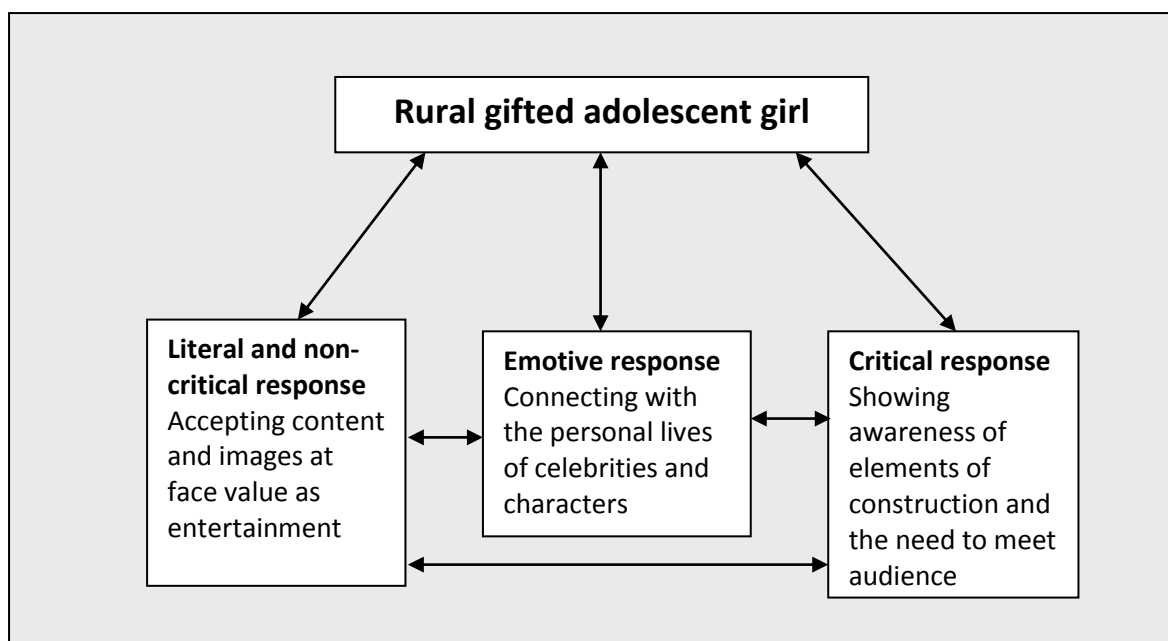 Rural gifted adolescent girl
Literal and non-
critical response
Accepting content
and images at
face value as
entertainment
Emotive response
Connecting with
the personal lives
of celebrities and
characters
Critical response
Showing
awareness of
elements of
construction and
the need to meet
audience